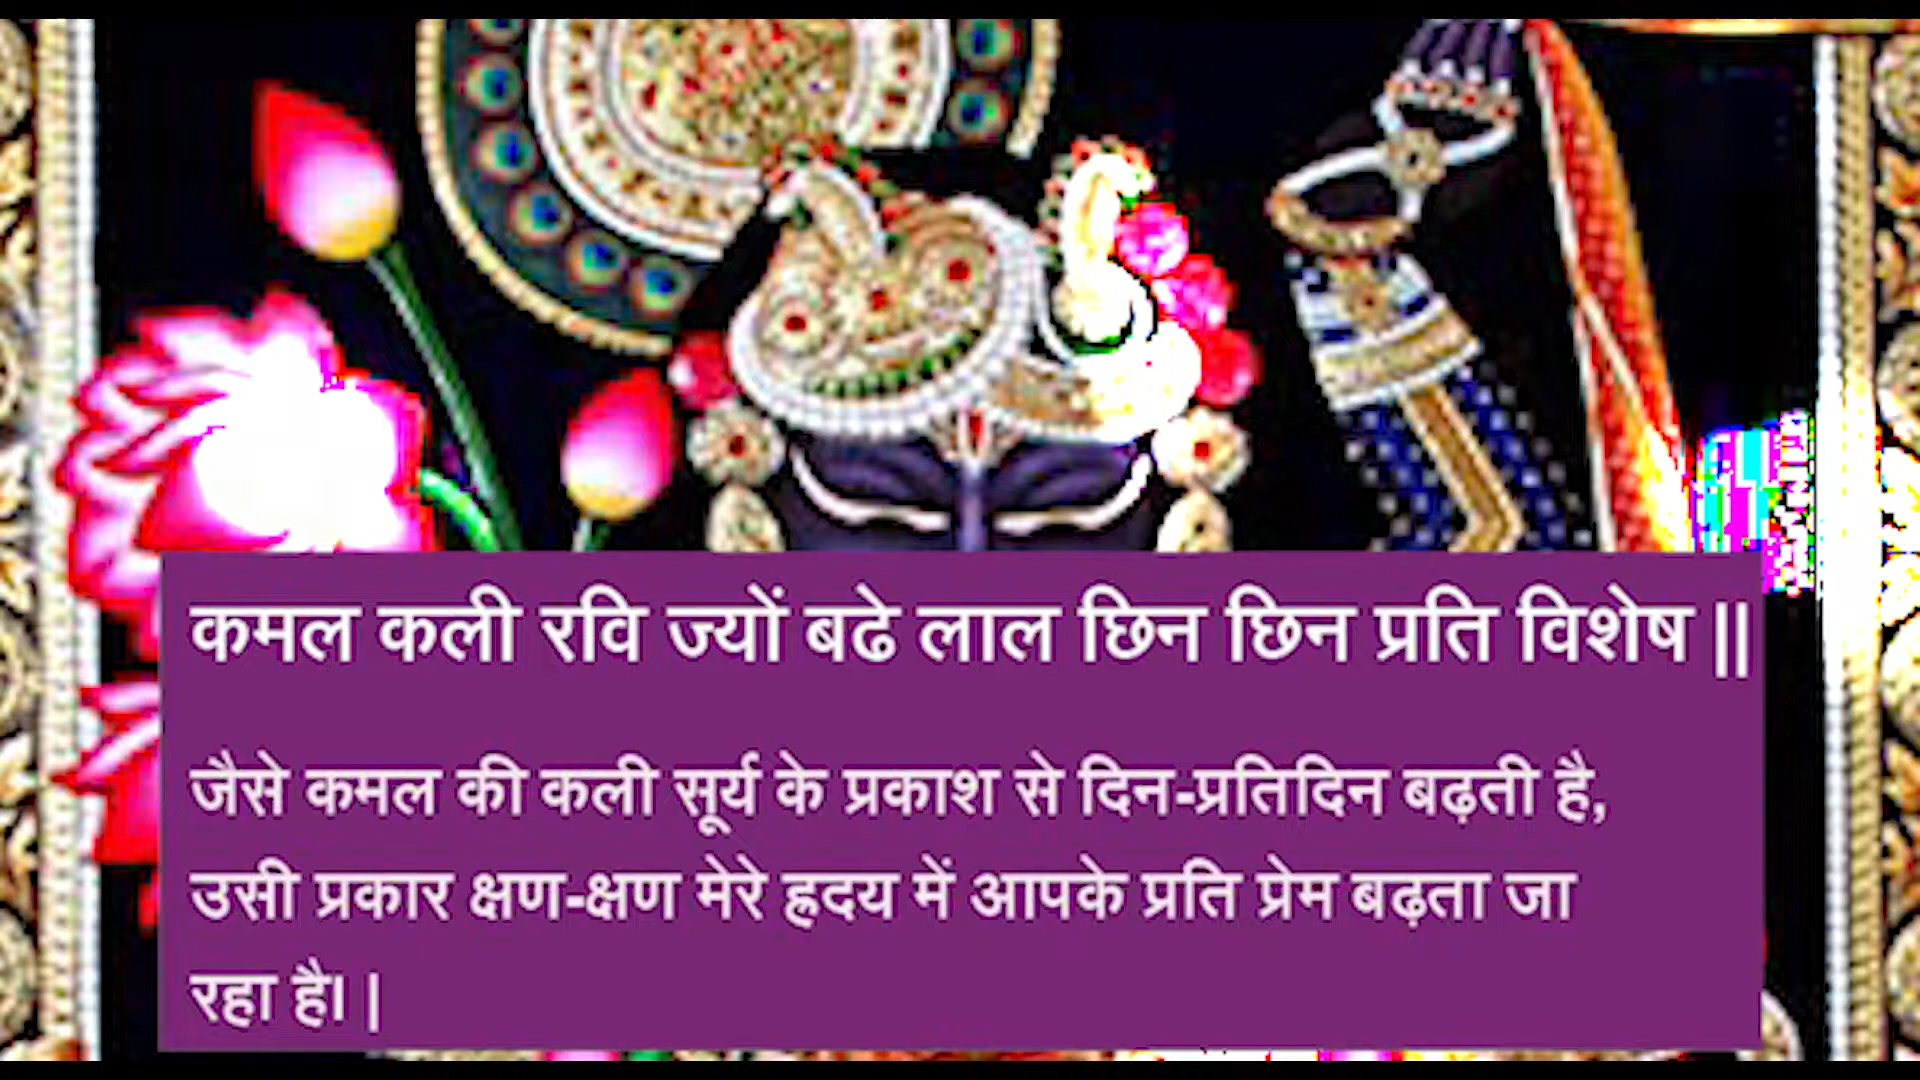 कमल कली रवि ज्यों बढे लाल छिन छिन प्रति विशेष ||
जैसे कमल की कली सूर्य के प्रकाश से दिन-प्रतिदिन बढ़ती है,
उसी प्रकार क्षण-क्षण मेरे ह्रदय में आपके प्रति प्रेम बढ़ता जा
रहा है। |